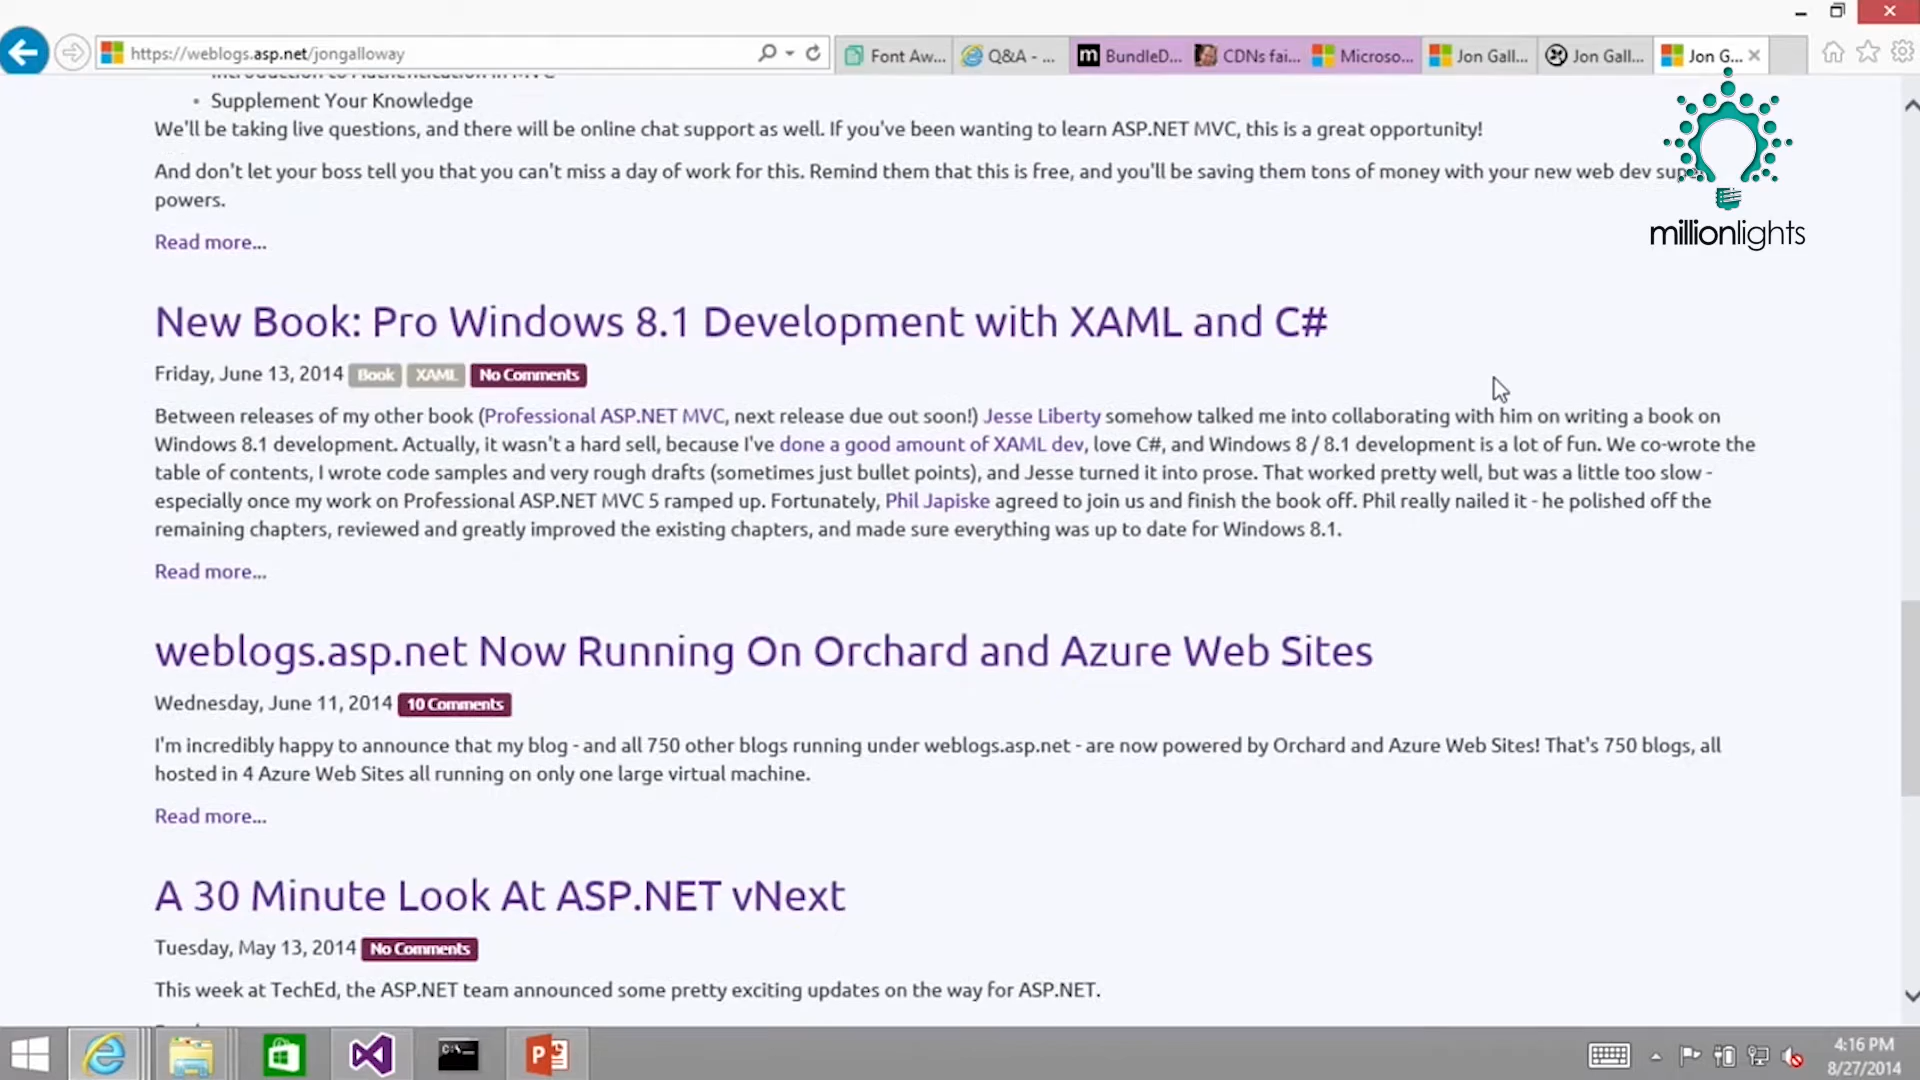 https://weblogs.asp.net/jongalloway
Font Aw...
Q&A - ...
BundleD...
CDNs fai...
Microso...
Jon Gall...
Jon Gall...
Jon G...
Introduction to Authentication in MVC
• Supplement Your Knowledge
We'll be taking live questions, and there will be online chat support as well. If you've been wanting to learn ASP.NET MVC, this is a great opportunity!
And don't let your boss tell you that you can't miss a day of work for this. Remind them that this is free, and you'll be saving them tons of money with your new web dev super
powers.
Read more...
millionlights
New Book: Pro Windows 8.1 Development with XAML and C#
Friday, June 13, 2014 Book XAML No Comments
Between releases of my other book (Professional ASP.NET MVC, next release due out soon!) Jesse Liberty somehow talked me into collaborating with him on writing a book on
Windows 8.1 development. Actually, it wasn't a hard sell, because I've done a good amount of XAML dev, love C#, and Windows 8 / 8.1 development is a lot of fun. We co-wrote the
table of contents, I wrote code samples and very rough drafts (sometimes just bullet points), and Jesse turned it into prose. That worked pretty well, but was a little too slow -
especially once my work on Professional ASP.NET MVC 5 ramped up. Fortunately, Phil Japiske agreed to join us and finish the book off. Phil really nailed it - he polished off the
remaining chapters, reviewed and greatly improved the existing chapters, and made sure everything was up to date for Windows 8.1.
Read more...
weblogs.asp.net Now Running On Orchard and Azure Web Sites
Wednesday, June 11, 2014 10 Comments
I'm incredibly happy to announce that my blog - and all 750 other blogs running under weblogs.asp.net - are now powered by Orchard and Azure Web Sites! That's 750 blogs, all
hosted in 4 Azure Web Sites all running on only one large virtual machine.
Read more...
A 30 Minute Look At ASP.NET vNext
Tuesday, May 13, 2014 No Comments
This week at TechEd, the ASP.NET team announced some pretty exciting updates on the way for ASP.NET.
4:16 PM
8/27/2014